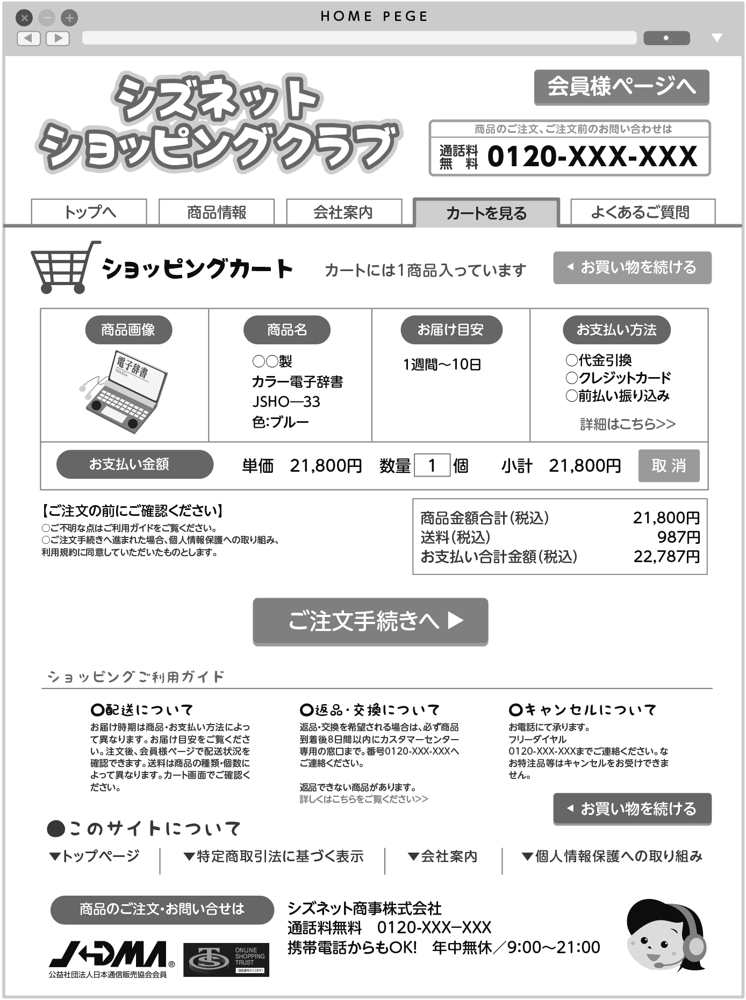 HOME PEGE
シズネット
ショッピングクラブ
会員様ページへ
商品のご注文、ご注文前のお問い合わせは
通話料
無　料
0120-XXX-XXX
トップへ
商品情報
会社案内
カートを見る
よくあるご質問
ショッピングカート
カートには1商品入っています
お買い物を続ける
商品画像
電子辞書
でんしじしょ
商品名
○○製
カラー電子辞書
JSHO―33
色：ブルー
お届け目安
1週間〜10日
お支払い方法
○代金引換
○クレジットカード
○前払い振り込み
詳細はこちら>>
お支払い金額
単価　21,800円　数量 1 個　小計　21,800円
取 消
【ご注文の前にご確認ください】
○ご不明な点はご利用ガイドをご覧ください。
○ご注文手続きへ進まれた場合、個人情報保護への取り組み、
利用規約に同意していただいたものとします。
商品金額合計（税込） 21,800円
送料（税込） 987円
お支払い合計金額（税込） 22,787円
ご注文手続きへ ▶
ショッピングご利用ガイド
○配送について
お届け時期は商品・お支払い方法によっ
て異なります。お届け目安をご覧くださ
い。注文後、会員様ページで配送状況を
確認できます。送料は商品の種類・個数に
よって異なります。カート画面でご確認く
ださい。
○返品・交換について
返品・交換を希望される場合は、必ず商品
到着後8日間以内にカスタマーセンター
専用の窓口まで。番号0120-XXX-XXXへ
ご連絡ください。
返品できない商品があります。
詳しくはこちらをご覧ください>>
○キャンセルについて
お電話にて承ります。
フリーダイヤル
0120-XXX-XXXまでご連絡ください。な
お特注品等はキャンセルをお受けできま
せん。
お買い物を続ける
●このサイトについて
▼トップページ
▼特定商取引法に基づく表示
▼会社案内
▼個人情報保護への取り組み
商品のご注文・お問い合せは
シズネット商事株式会社
通話料無料　0120-XXX−XXX
携帯電話からもOK!　年中無休／9:00〜21:00
JADMA®
公益社団法人日本通信販売協会会員
TS
ONLINE
SHOPPING
TRUST
(認証番号が入ります)